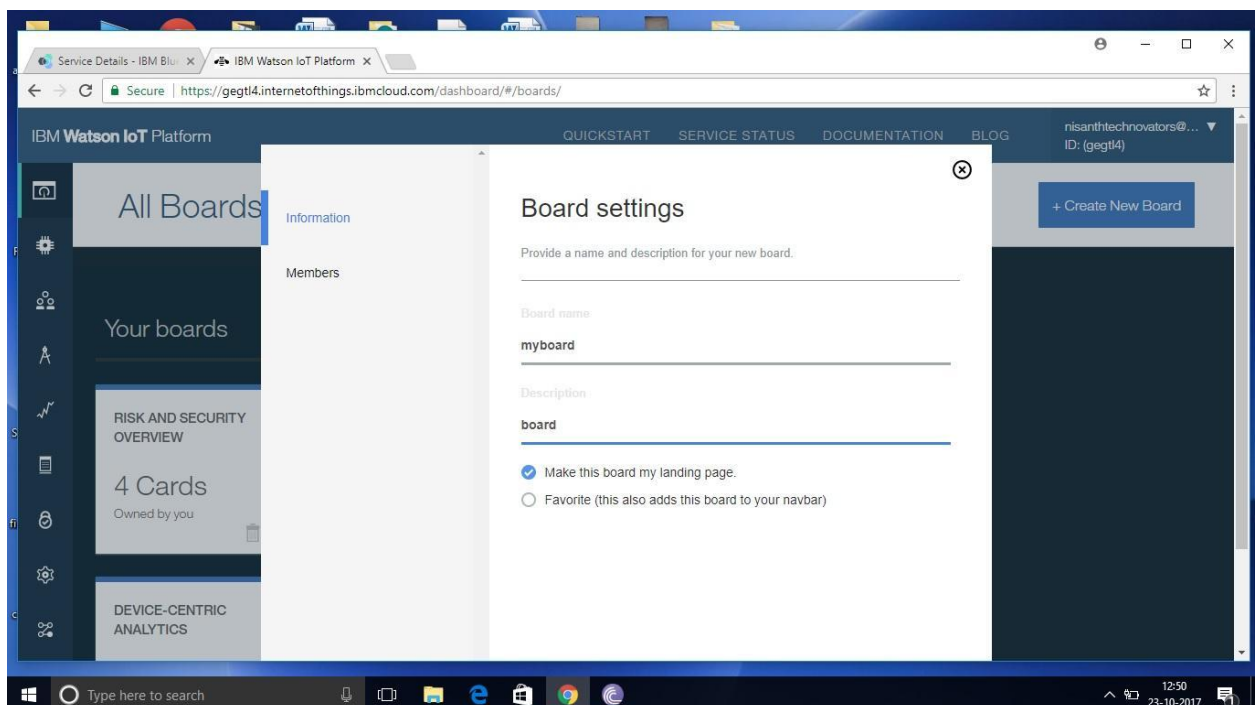 Service Details - IBM Blu
IBM Watson IoT Platform
Secure | https://gegtl4.internetofthings.ibmcloud.com/dashboard/#/boards/
IBM Watson IoT Platform
QUICKSTART SERVICE STATUS DOCUMENTATION BLOG
nisanthtechnovators@...
ID: (gegtl4)
All Boards
+ Create New Board
Your boards
RISK AND SECURITY
OVERVIEW
4 Cards
Owned by you
DEVICE-CENTRIC
ANALYTICS
Information
Members
Board settings
Provide a name and description for your new board.
Board name
myboard
Description
board
Make this board my landing page.
Favorite (this also adds this board to your navbar)
Type here to search
12:50
23-10-2017